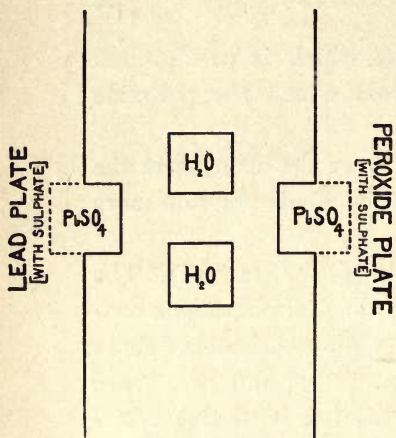 LEAD PLATE
[WITH SULPHATE]
PbSO4
H2O
H2O
PbSO4
PEROXIDE PLATE
[WITH SULPHATE]